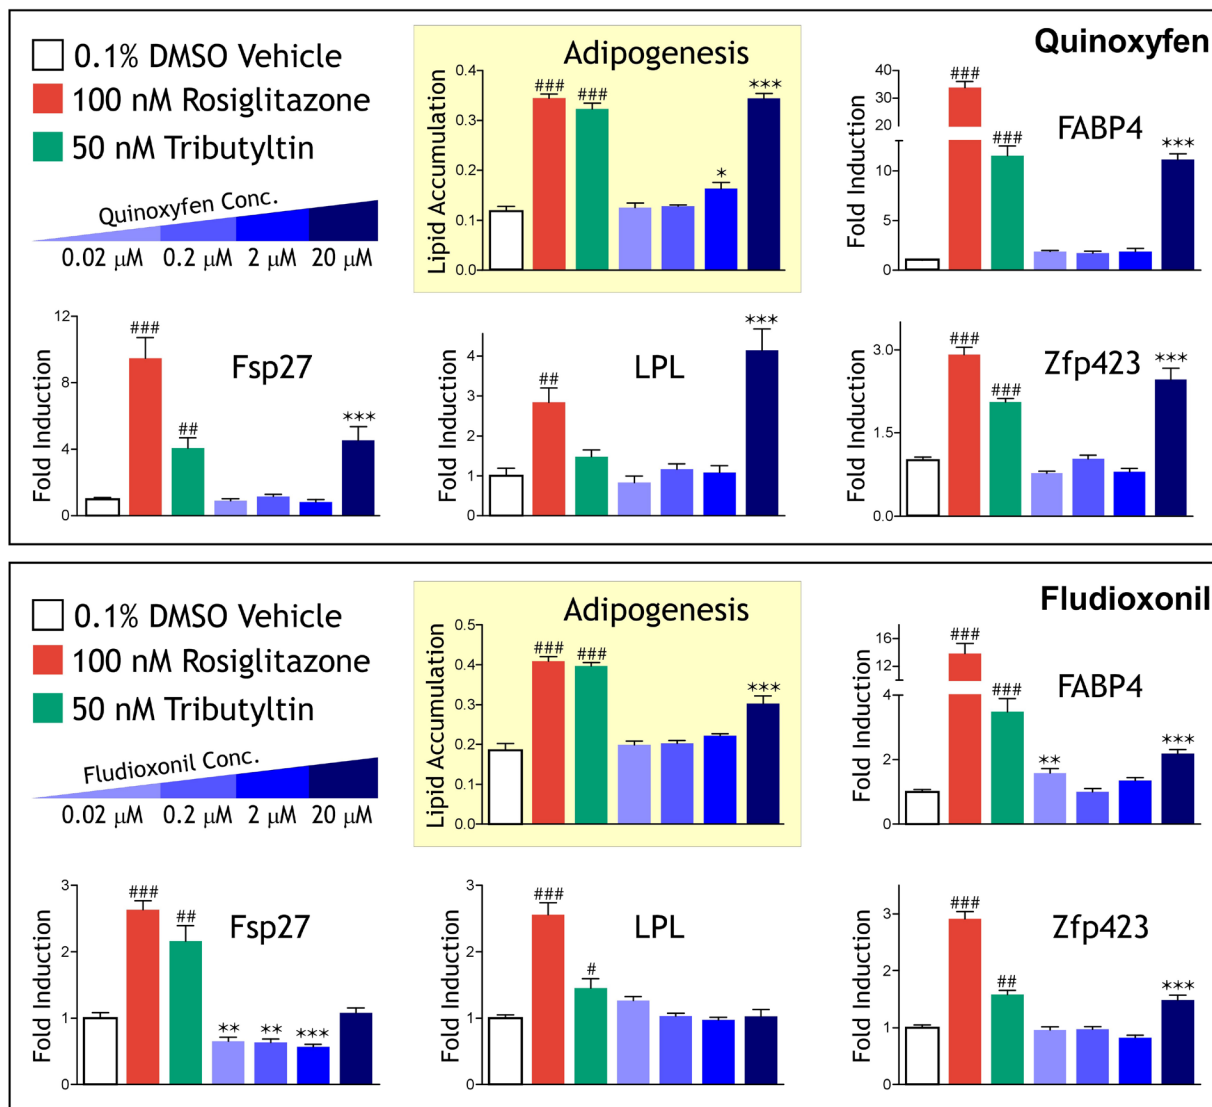 Quinoxyfen
0.1% DMSO Vehicle
100 nM Rosiglitazone
50 nM Tributyltin
Quinoxyfen Conc.
0.02 μM 0.2 μM 2 μM 20 μM
Adipogenesis
Lipid Accumulation
0.4
0.3
0.2
0.1
0.0
###
###
*
***
FABP4
Fold Induction
40
30
20
10
5
0
###
###
***
Fsp27
Fold Induction
12
8
4
0
###
##
***
LPL
Fold Induction
4
3
2
1
0
##
***
Zfp423
Fold Induction
3.0
1.5
0.0
###
###
***
Fludioxonil
0.1% DMSO Vehicle
100 nM Rosiglitazone
50 nM Tributyltin
Fludioxonil Conc.
0.02 μM 0.2 μM 2 μM 20 μM
Adipogenesis
Lipid Accumulation
0.5
0.4
0.3
0.2
0.1
0.0
###
###
***
FABP4
Fold Induction
16
12
4
2
0
###
###
**
***
Fsp27
Fold Induction
3
2
1
0
###
##
**
**
***
LPL
Fold Induction
3
2
1
0
###
#
Zfp423
Fold Induction
3
2
1
0
###
##
***